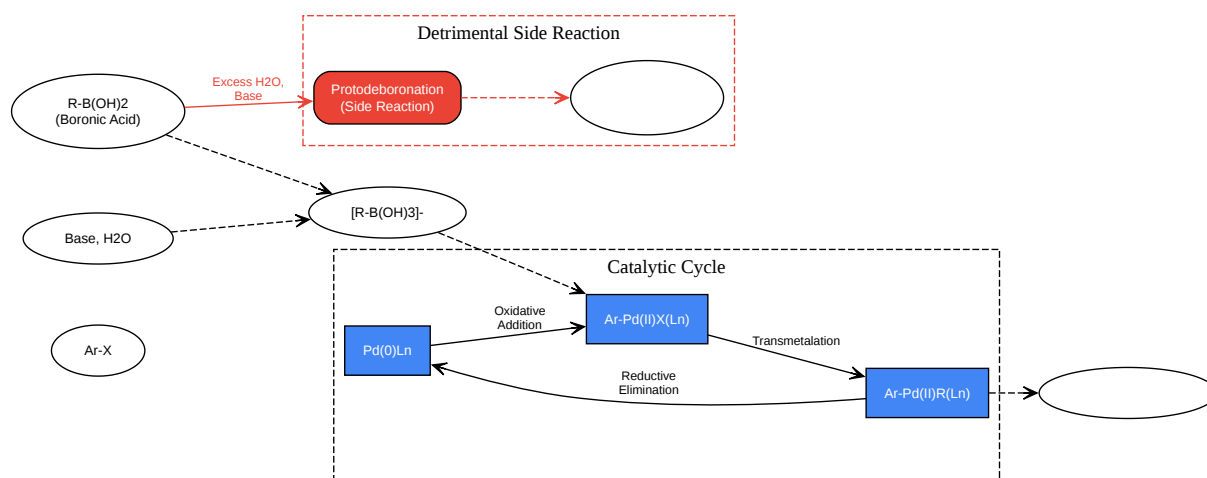 Detrimental Side Reaction
R-B(OH)2
(Boronic Acid)
Excess H2O,
Base
Protodeboronation
(Side Reaction)
[R-B(OH)3]-
Base, H2O
Catalytic Cycle
Ar-X
Pd(0)Ln
Oxidative
Addition
Ar-Pd(II)X(Ln)
Transmetalation
Reductive
Elimination
Ar-Pd(II)R(Ln)